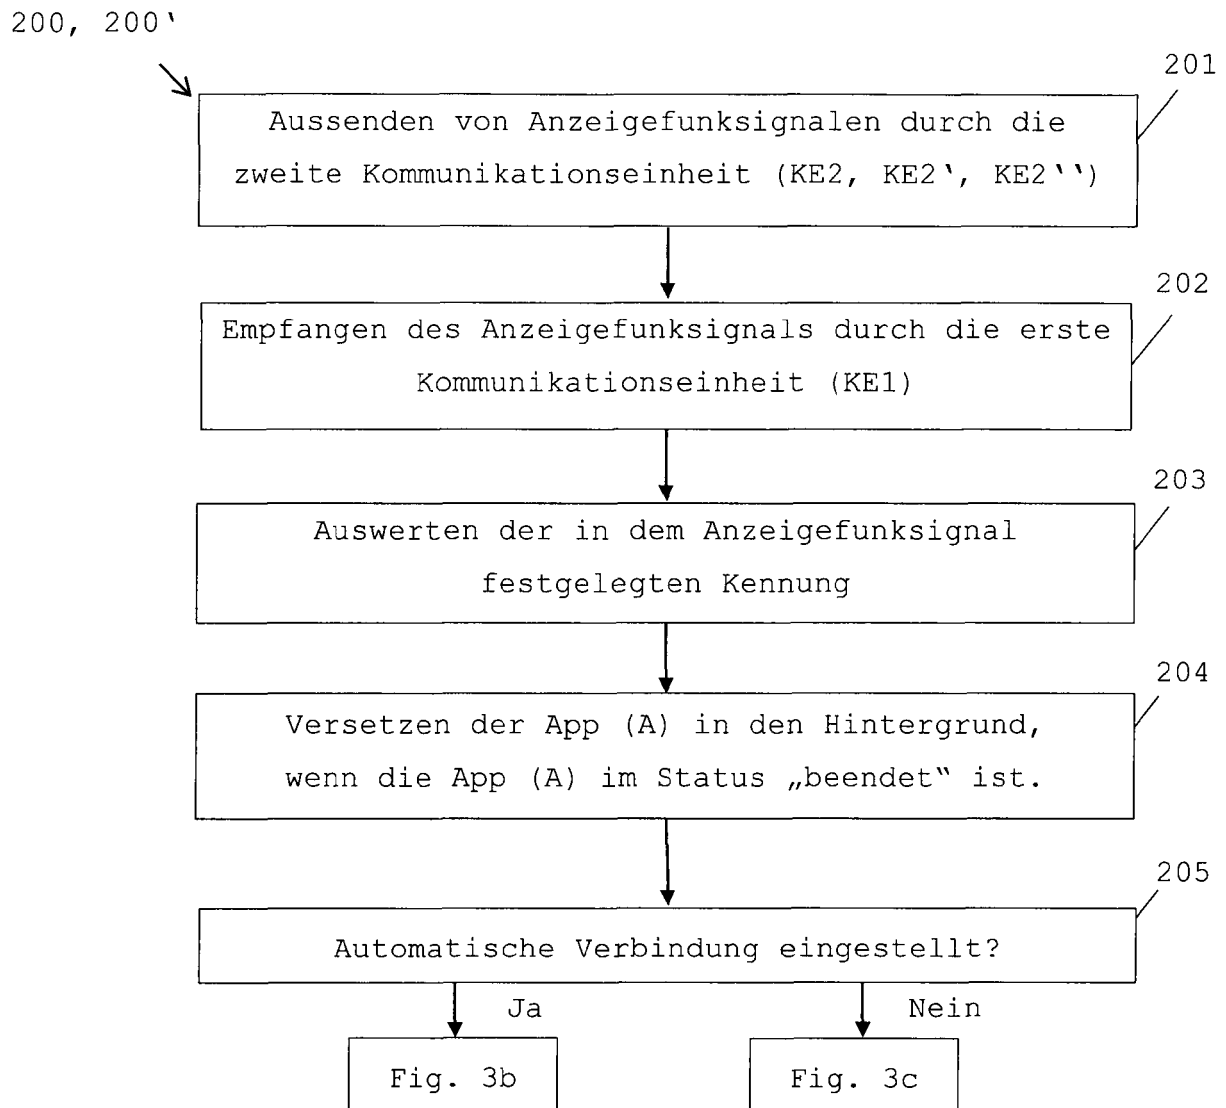 200, 200‘
201
Aussenden von Anzeigefunksignalen durch die
zweite Kommunikationseinheit (KE2, KE2‘, KE2‘‘)
202
Empfangen des Anzeigefunksignals durch die erste
Kommunikationseinheit (KE1)
203
Auswerten der in dem Anzeigefunksignal
festgelegten Kennung
204
Versetzen der App (A) in den Hintergrund,
wenn die App (A) im Status „beendet‟ ist.
205
Automatische Verbindung eingestellt?
Ja
Nein
Fig. 3b
Fig. 3c